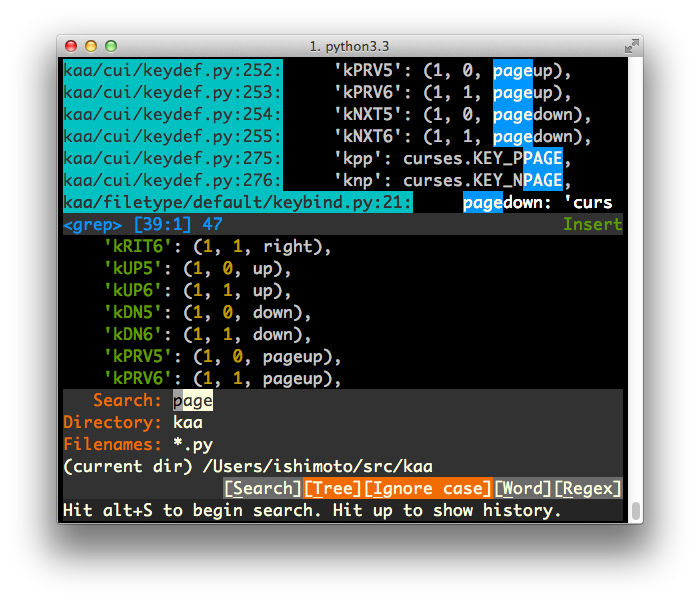 1. python3.3
kaa/cui/keydef.py:252:     'kPRV5': (1, 0, pageup),
kaa/cui/keydef.py:253:     'kPRV6': (1, 1, pageup),
kaa/cui/keydef.py:254:     'kNXT5': (1, 0, pagedown),
kaa/cui/keydef.py:255:     'kNXT6': (1, 1, pagedown),
kaa/cui/keydef.py:275:     'kpp': curses.KEY_PPAGE,
kaa/cui/keydef.py:276:     'knp': curses.KEY_NPAGE,
kaa/filetype/default/keybind.py:21:     pagedown: 'curs
<grep> [39:1] 47 Insert
'kRIT6': (1, 1, right),
'kUP5': (1, 0, up),
'kUP6': (1, 1, up),
'kDN5': (1, 0, down),
'kDN6': (1, 1, down),
'kPRV5': (1, 0, pageup),
'kPRV6': (1, 1, pageup),
Search: page
Directory: kaa
Filenames: *.py
(current dir) /Users/ishimoto/src/kaa
[Search][Tree][Ignore case][Word][Regex]
Hit alt+S to begin search. Hit up to show history.